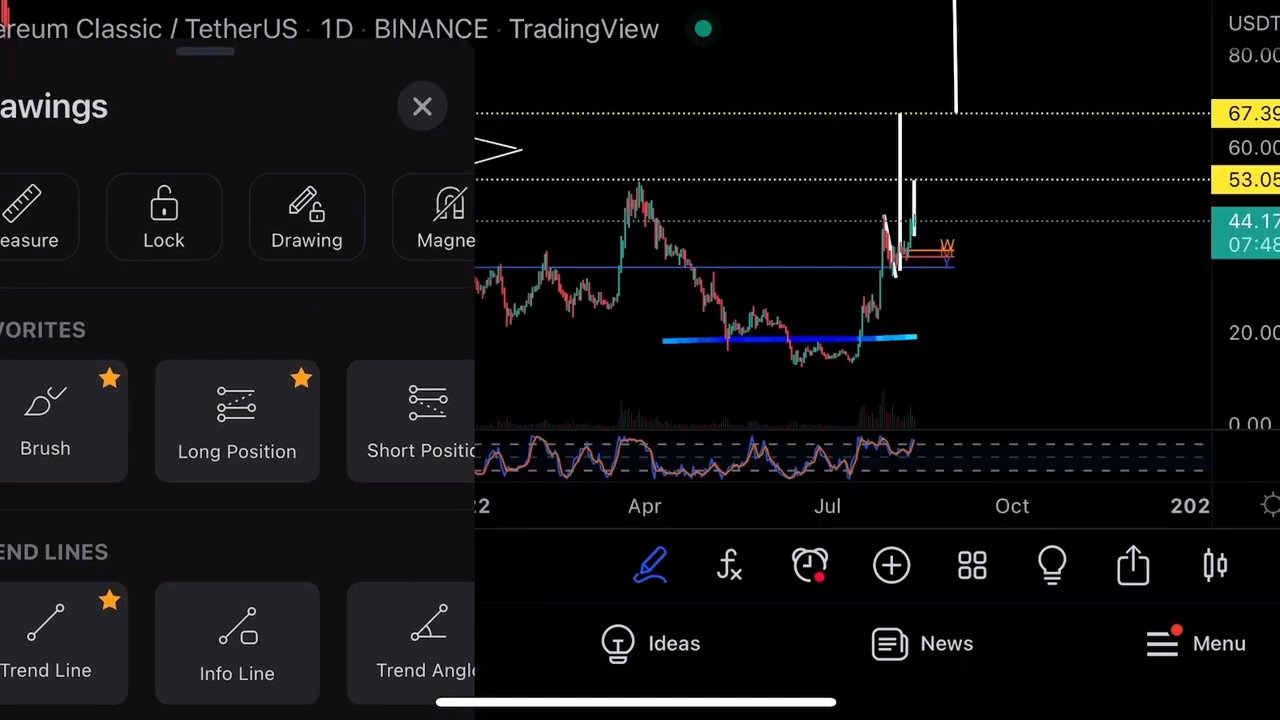 ereum Classic / TetherUS · 1D · BINANCE · TradingView
USDT
80.00
awings
67.39
60.00
53.05
easure
Lock
Drawing
Magne
44.17
07:48
W
Y
VORITES
20.00
Brush
Long Position
Short Positic
0.00
22
Apr
Jul
Oct
202
END LINES
Trend Line
Info Line
Trend Angle
Ideas
News
Menu